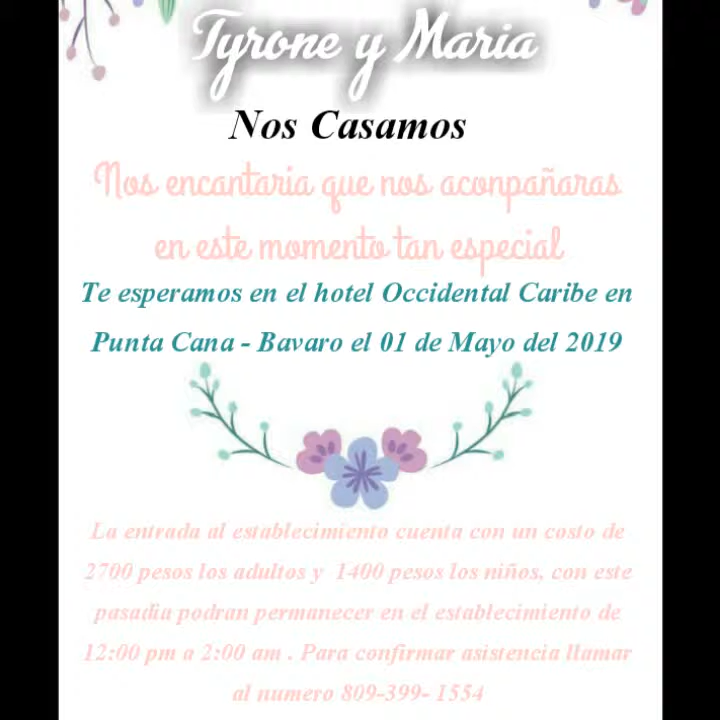 Tyrone y Maria
Nos Casamos
Nos encantaria que nos aconpañaras
en este momento tan especial
Te esperamos en el hotel Occidental Caribe en
Punta Cana - Bavaro el 01 de Mayo del 2019
La entrada al establecimiento cuenta con un costo de
2700 pesos los adultos y 1400 pesos los niños, con este
pasadia podran permanecer en el establecimiento de
12:00 pm a 2:00 am . Para confirmar asistencia llamar
al numero 809-399- 1554